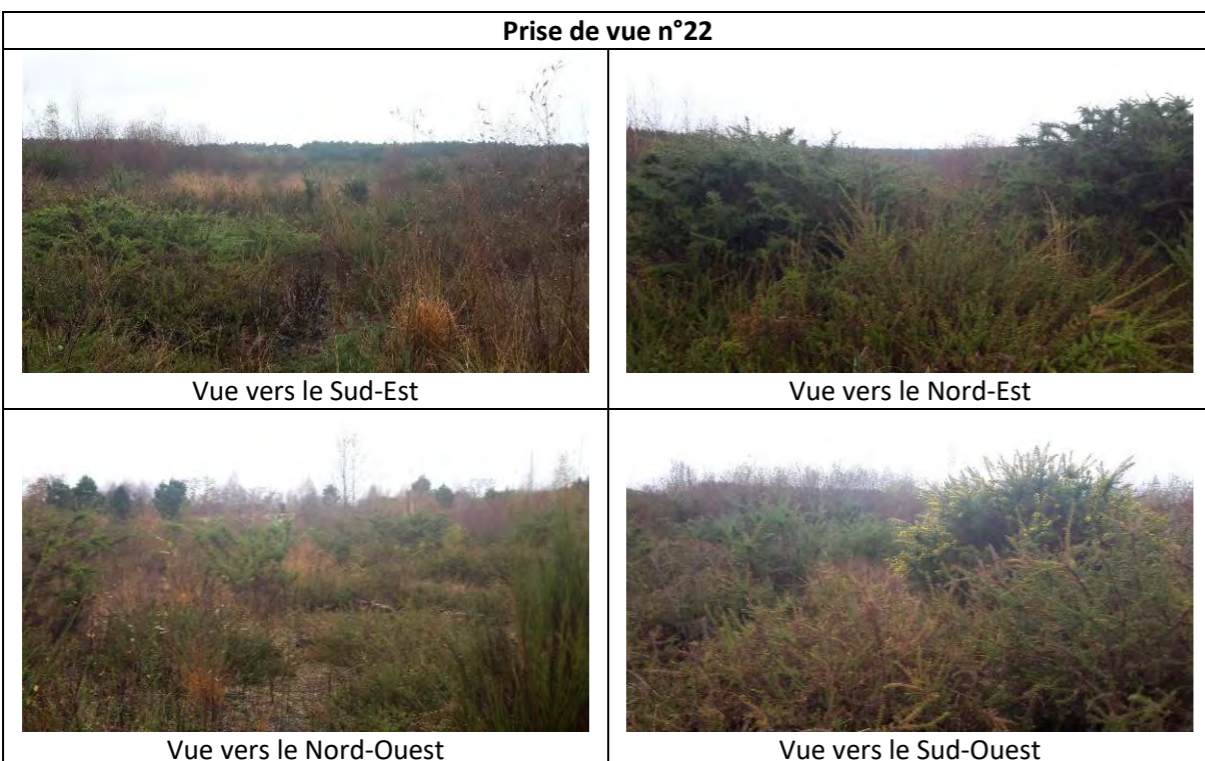 Prise de vue n°22
Vue vers le Sud-Est
Vue vers le Nord-Est
Vue vers le Nord-Ouest
Vue vers le Sud-Ouest